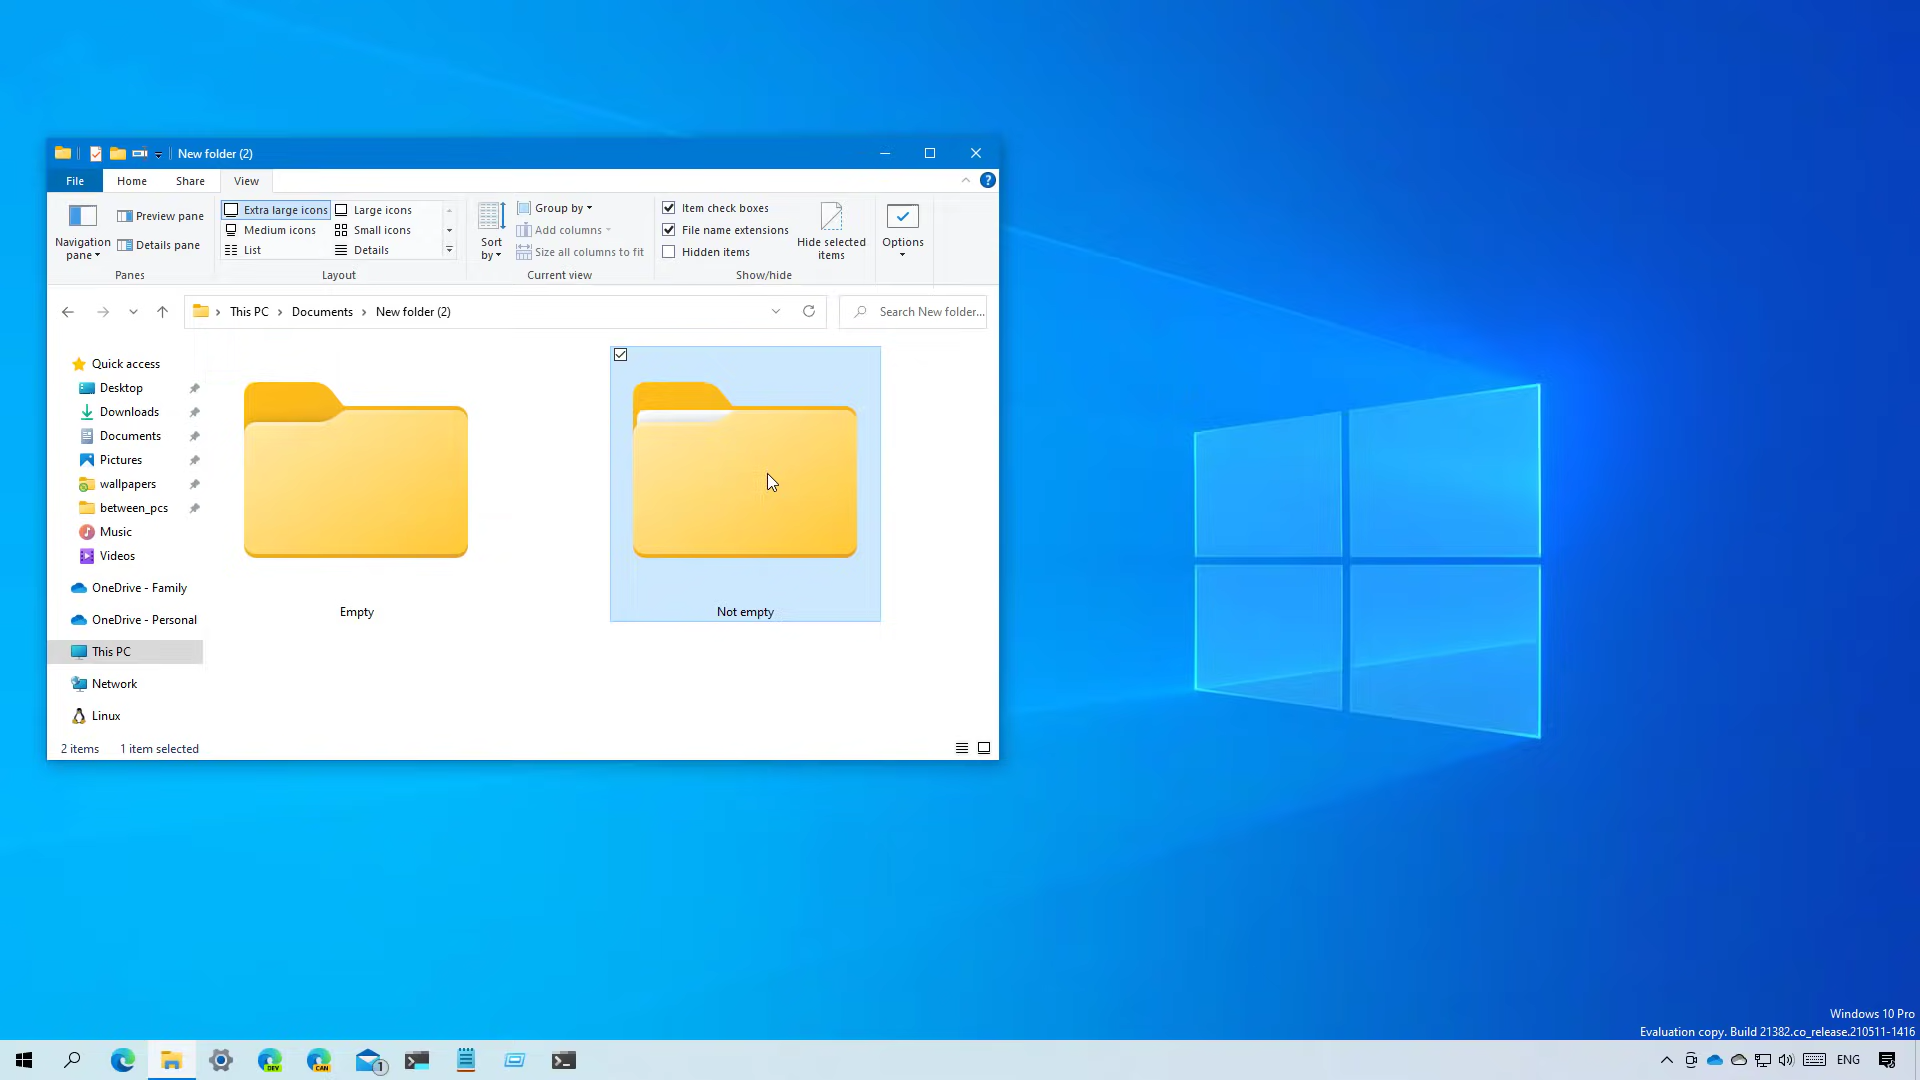 New folder (2)
File Home Share View
Navigation pane
Preview pane
Details pane
Panes
Extra large icons Large icons
Medium icons Small icons
List Details
Layout
Sort by
Group by
Add columns
Size all columns to fit
Current view
Item check boxes
File name extensions
Hidden items
Hide selected items
Show/hide
Options
This PC Documents New folder (2)
Search New folder...
Quick access
Desktop
Downloads
Documents
Pictures
wallpapers
between_pcs
Music
Videos
OneDrive - Family
OneDrive - Personal
This PC
Network
Linux
Empty
Not empty
2 items 1 item selected
Windows 10 Pro
Evaluation copy. Build 21382.co_release.210511-1416
DEV
CAN
1
ENG